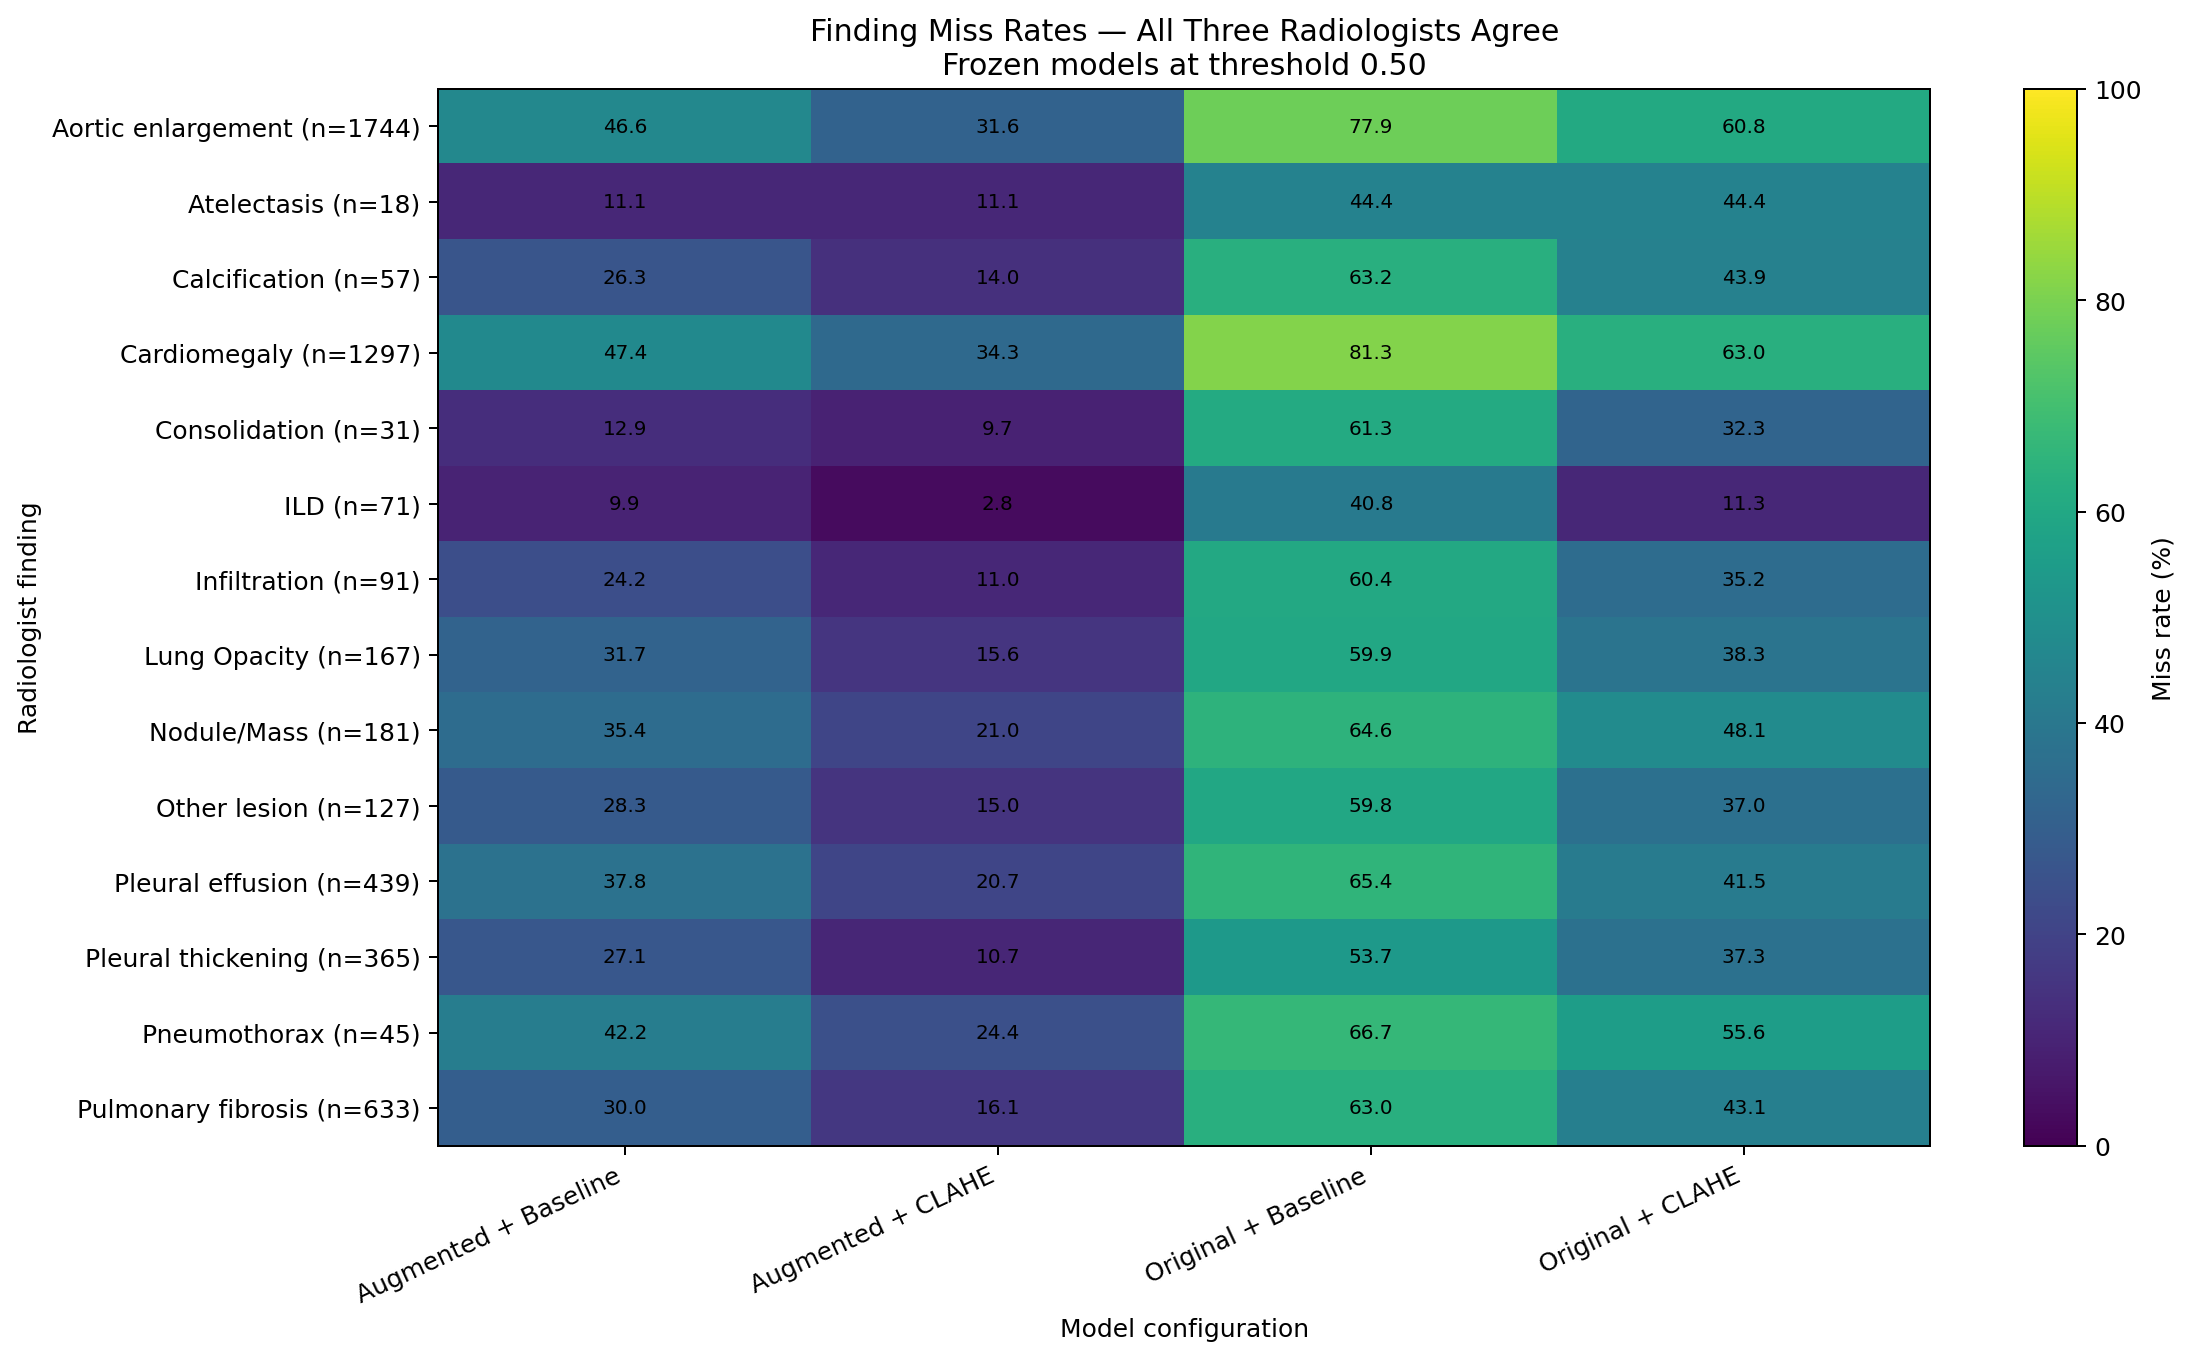 Finding Miss Rates — All Three Radiologists Agree
Frozen models at threshold 0.50
Radiologist finding
Aortic enlargement (n=1744) 46.6 31.6 77.9 60.8
Atelectasis (n=18) 11.1 11.1 44.4 44.4
Calcification (n=57) 26.3 14.0 63.2 43.9
Cardiomegaly (n=1297) 47.4 34.3 81.3 63.0
Consolidation (n=31) 12.9 9.7 61.3 32.3
ILD (n=71) 9.9 2.8 40.8 11.3
Infiltration (n=91) 24.2 11.0 60.4 35.2
Lung Opacity (n=167) 31.7 15.6 59.9 38.3
Nodule/Mass (n=181) 35.4 21.0 64.6 48.1
Other lesion (n=127) 28.3 15.0 59.8 37.0
Pleural effusion (n=439) 37.8 20.7 65.4 41.5
Pleural thickening (n=365) 27.1 10.7 53.7 37.3
Pneumothorax (n=45) 42.2 24.4 66.7 55.6
Pulmonary fibrosis (n=633) 30.0 16.1 63.0 43.1
Augmented + Baseline
Augmented + CLAHE
Original + Baseline
Original + CLAHE
Model configuration
100
80
60
40
20
0
Miss rate (%)